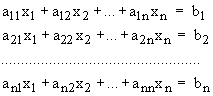 a₁₁x₁ + a₁₂x₂ + ... + a₁ₙxₙ = b₁
a₂₁x₁ + a₂₂x₂ + ... + a₂ₙxₙ = b₂
.......................................................
aₙ₁x₁ + aₙ₂x₂ + ... + aₙₙxₙ = bₙ